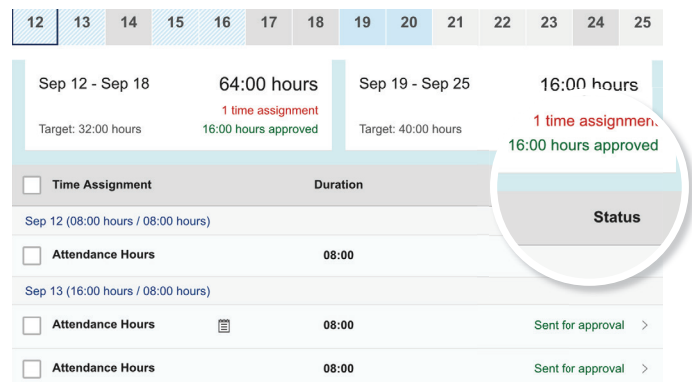 12 13 14 15 16 17 18 19 20 21 22 23 24 25
Sep 12 - Sep 18 64:00 hours Sep 19 - Sep 25 16:00 hours
1 time assignment
Target: 32:00 hours 16:00 hours approved Target: 40:00 hours
1 time assignment
16:00 hours approved
Time Assignment Duration Status
Sep 12 (08:00 hours / 08:00 hours)
Attendance Hours 08:00
Sep 13 (16:00 hours / 08:00 hours)
Attendance Hours 08:00 Sent for approval
Attendance Hours 08:00 Sent for approval